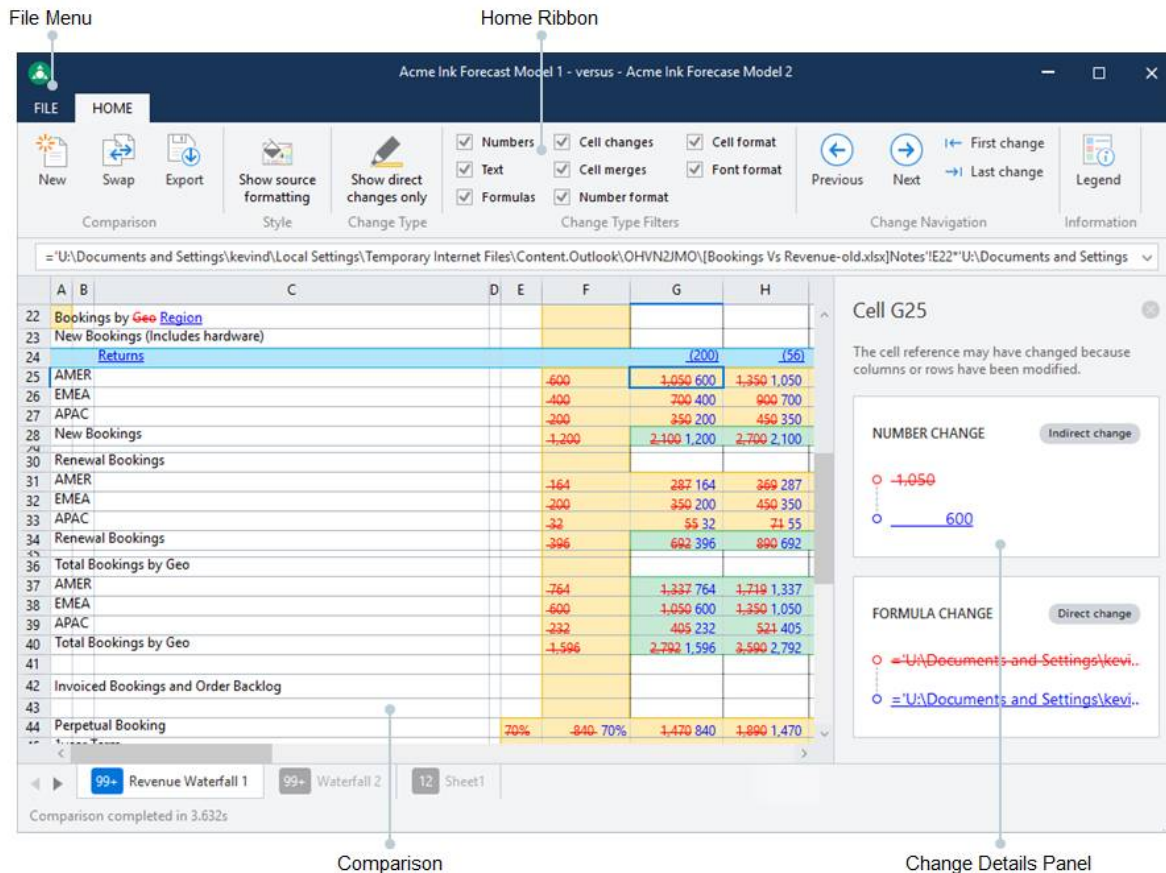 File Menu Home Ribbon
Acme Ink Forecast Model 1 - versus - Acme Ink Forecase Model 2
FILE HOME
Numbers Cell changes Cell format First change
Text Cell merges Font format Last change
Formulas Number format
New Swap Export Show source formatting Show direct changes only Previous Next Legend
Comparison Style Change Type Change Type Filters Change Navigation Information
='U:\Documents and Settings\kevind\Local Settings\Temporary Internet Files\Content.Outlook\OHVN2JMO\[Bookings Vs Revenue-old.xlsx]Notes'!E22*'U:\Documents and Settings
A B C D E F G H
22 Bookings by Geo Region
23 New Bookings (Includes hardware)
24 Returns (200) (56)
25 AMER 600 1,050 600 1,350 1,050
26 EMEA 400 700 400 900 700
27 APAC 200 350 200 450 350
28 New Bookings 1,200 2,100 1,200 2,700 2,100
29
30 Renewal Bookings
31 AMER 164 287 164 369 287
32 EMEA 200 350 200 450 350
33 APAC 32 55 32 71 55
34 Renewal Bookings 396 692 396 890 692
35
36 Total Bookings by Geo
37 AMER 764 1,337 764 1,719 1,337
38 EMEA 600 1,050 600 1,350 1,050
39 APAC 232 405 232 521 405
40 Total Bookings by Geo 1,596 2,792 1,596 3,590 2,792
41
42 Invoiced Bookings and Order Backlog
43
44 Perpetual Booking 70% 840 70% 1,470 840 1,890 1,470
Cell G25
The cell reference may have changed because
columns or rows have been modified.
NUMBER CHANGE Indirect change
1,050
600
FORMULA CHANGE Direct change
='U:\Documents and Settings\kevi..
='U:\Documents and Settings\kevi..
99+ Revenue Waterfall 1 99+ Waterfall 2 12 Sheet1
Comparison completed in 3.632s
Comparison Change Details Panel